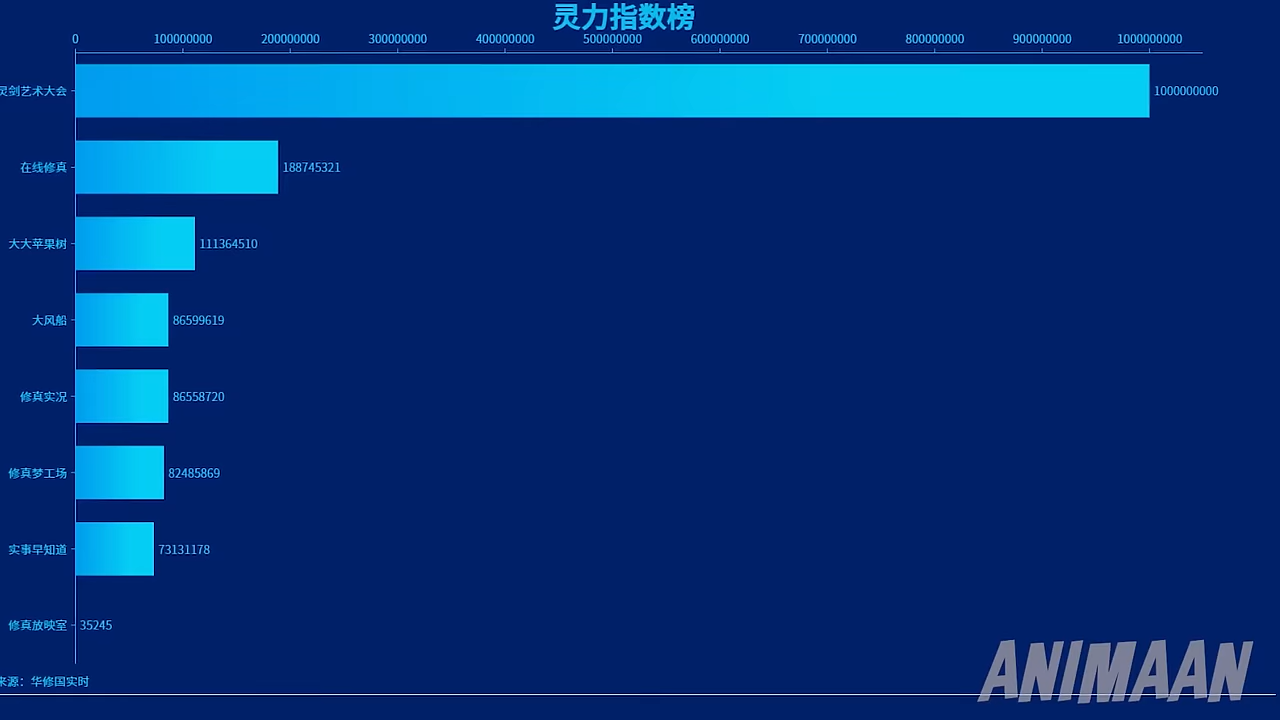 灵力指数榜
0 100000000 200000000 300000000 400000000 500000000 600000000 700000000 800000000 900000000 1000000000
灵剑艺术大会 1000000000
在线修真 188745321
大大苹果树 111364510
大风船 86599619
修真实况 86558720
修真梦工场 82485869
实事早知道 73131178
修真放映室 35245
来源：华修国实时
ANIMAAN